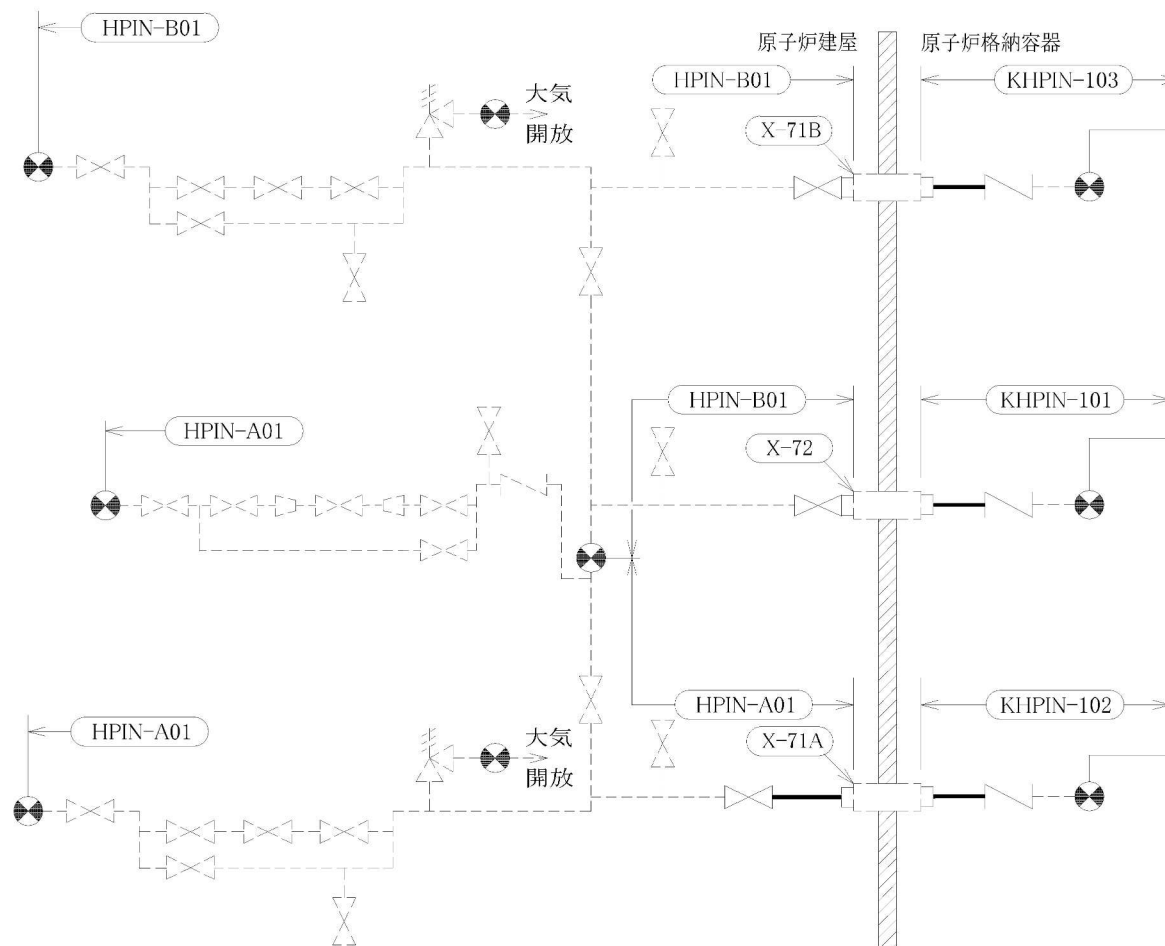 HPIN-B01
原子炉建屋
原子炉格納容器
HPIN-B01
KHPIN-103
大気
開放
X-71B
HPIN-B01
KHPIN-101
HPIN-A01
X-72
HPIN-A01
KHPIN-102
HPIN-A01
大気
開放
X-71A